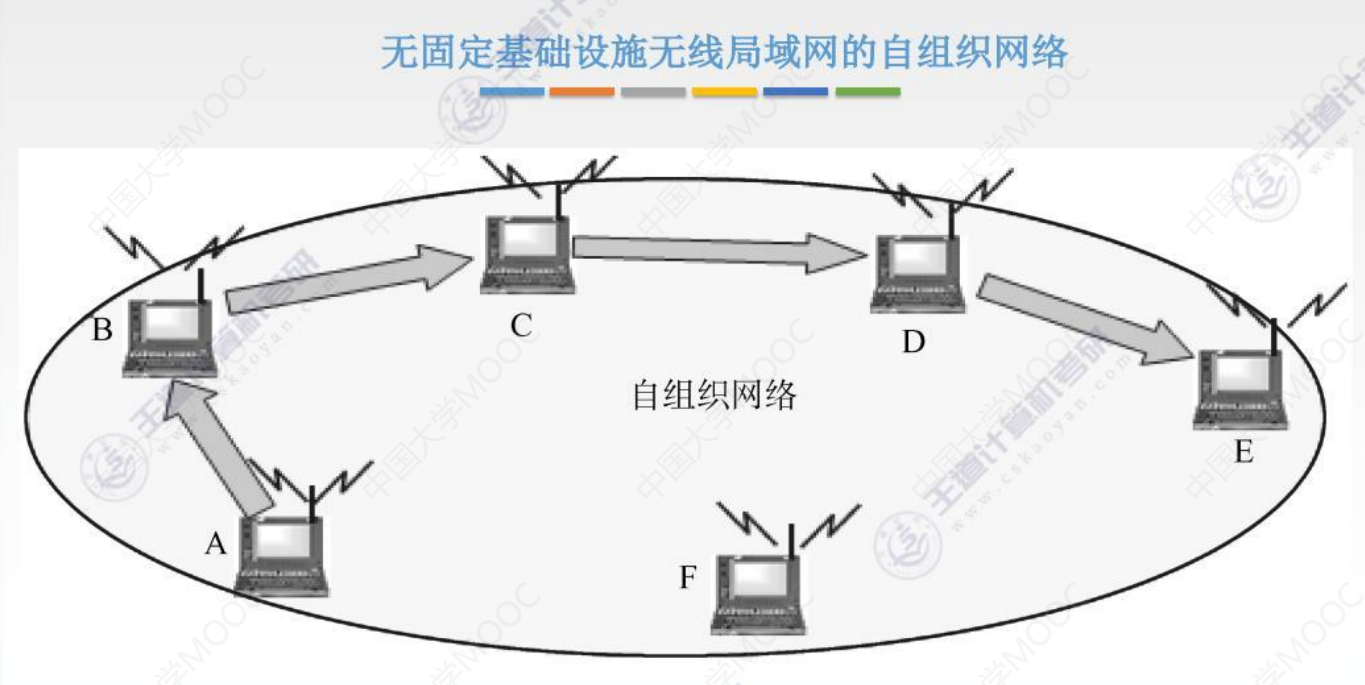 无固定基础设施无线局域网的自组织网络
C
B
D
自组织网络
E
A
F
中国大学MOOC
王道计算机考研
www.cskaoyan.com